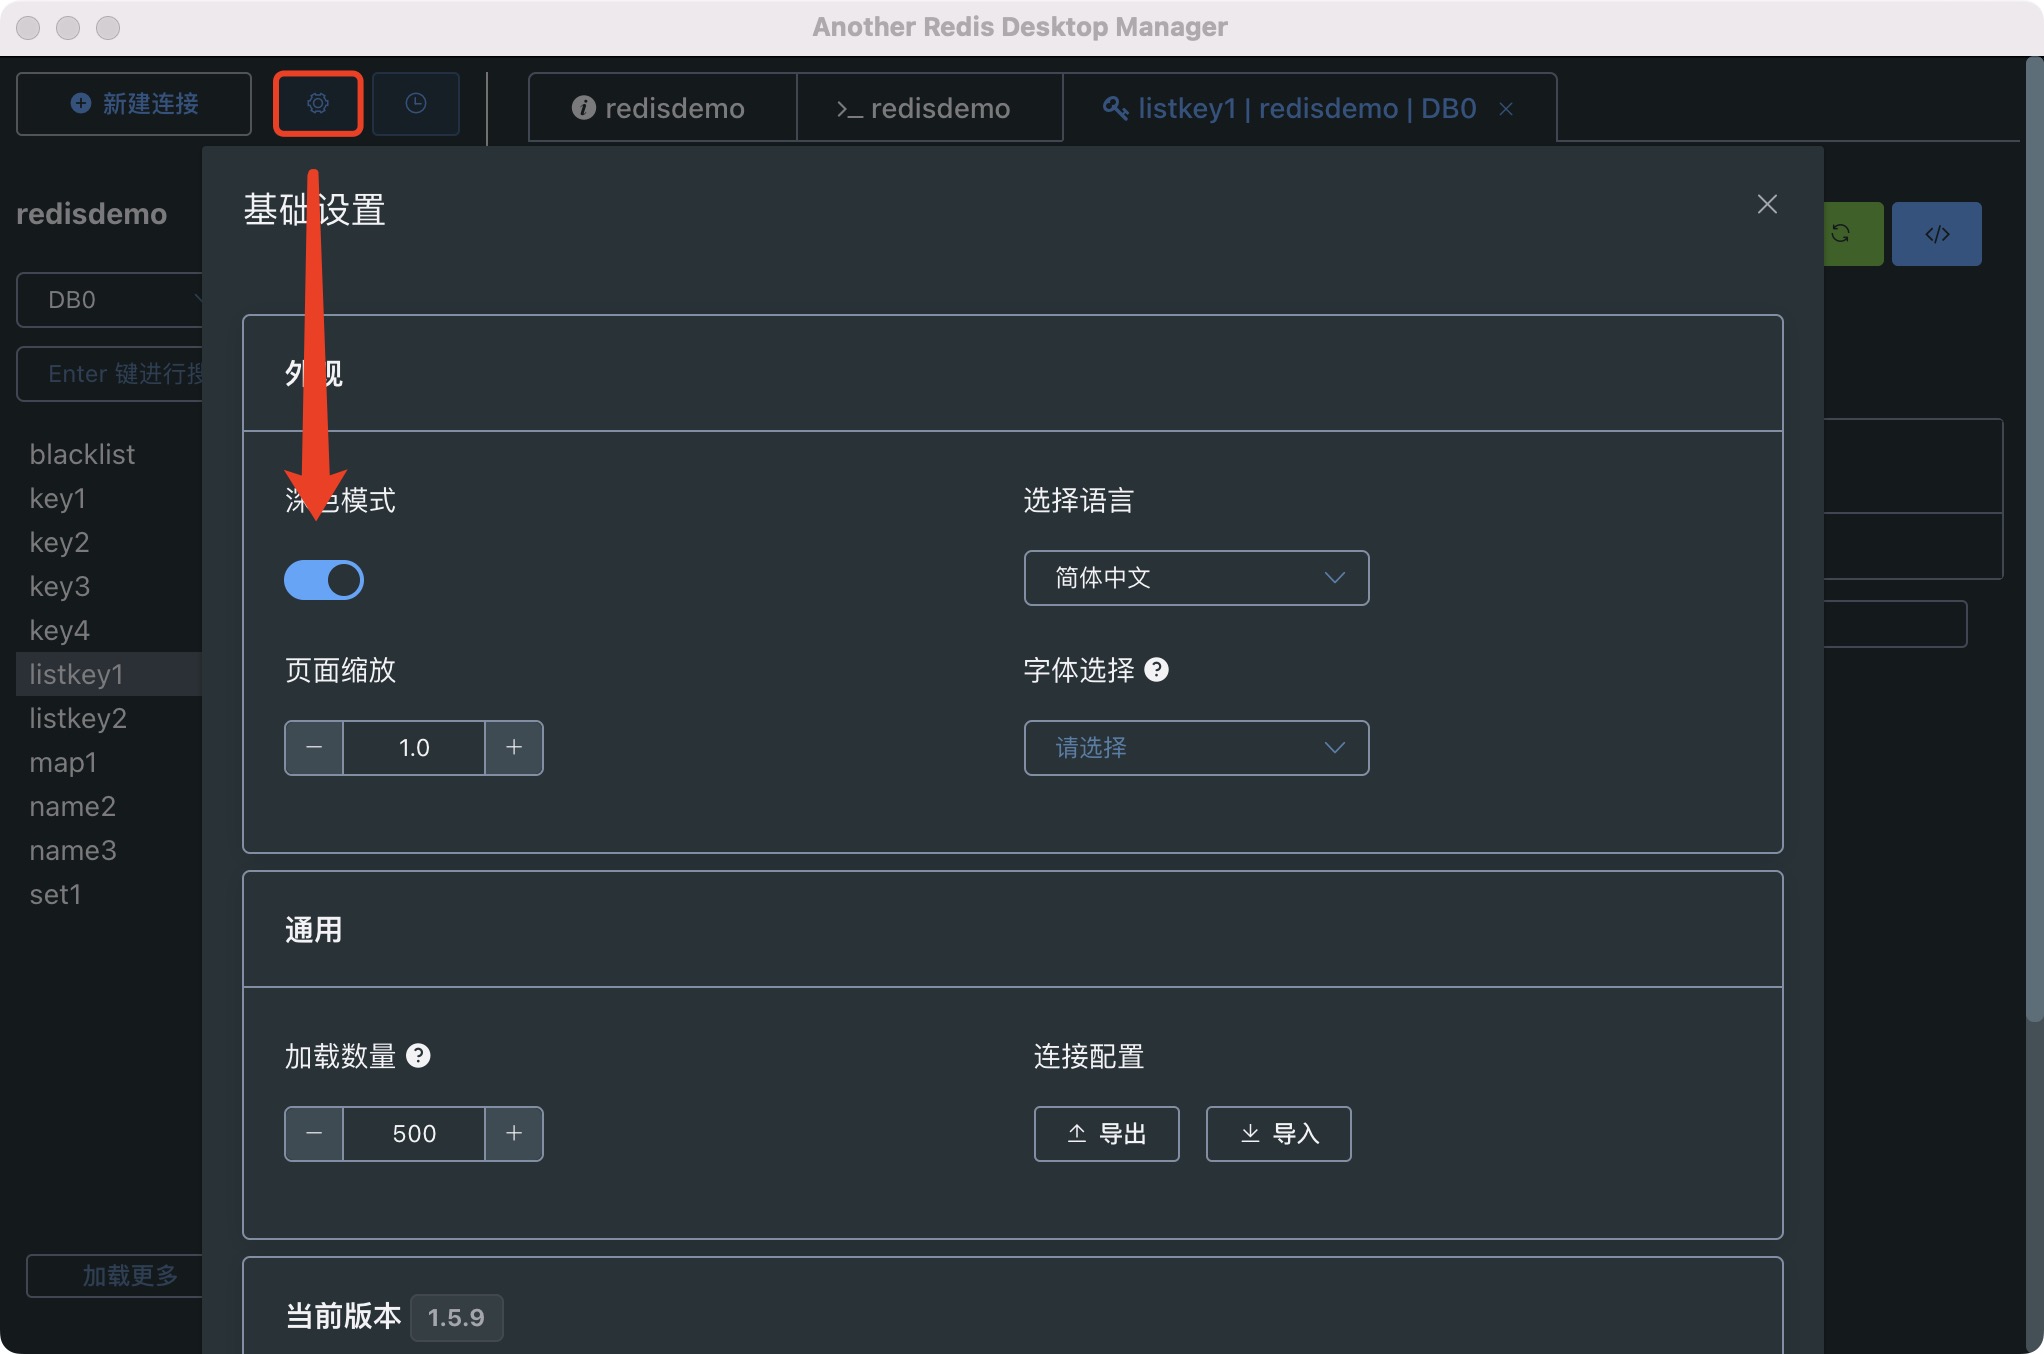 Another Redis Desktop Manager
新建连接
redisdemo
>_ redisdemo
listkey1 | redisdemo | DB0
redisdemo
DB0
Enter 键进行搜
blacklist
key1
key2
key3
key4
listkey1
listkey2
map1
name2
name3
set1
加载更多
基础设置
外观
深色模式
选择语言
简体中文
页面缩放
字体选择
1.0
请选择
通用
加载数量
连接配置
500
导出
导入
当前版本 1.5.9